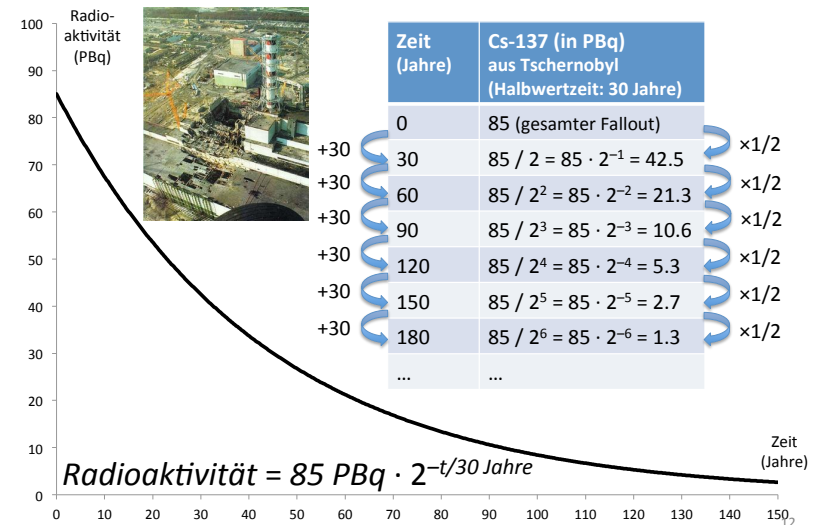 Radio-
aktivität
(PBq)
100
90
80
70
60
50
40
30
20
10
0
Zeit
(Jahre)
Cs-137 (in PBq)
aus Tschernobyl
(Halbwertzeit: 30 Jahre)
0 85 (gesamter Fallout)
30 85 / 2 = 85 · 2⁻¹ = 42.5
60 85 / 2² = 85 · 2⁻² = 21.3
90 85 / 2³ = 85 · 2⁻³ = 10.6
120 85 / 2⁴ = 85 · 2⁻⁴ = 5.3
150 85 / 2⁵ = 85 · 2⁻⁵ = 2.7
180 85 / 2⁶ = 85 · 2⁻⁶ = 1.3
... ...
+30
+30
+30
+30
+30
+30
×1/2
×1/2
×1/2
×1/2
×1/2
×1/2
Radioaktivität = 85 PBq · 2^–t/30 Jahre
Zeit
(Jahre)
0 10 20 30 40 50 60 70 80 90 100 110 120 130 140 150
12